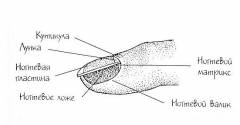 Кутикула
Лунка
Ногтевая
пластина
Ногтевое ложе
Ногтевой
матрикс
Ногтевой валик